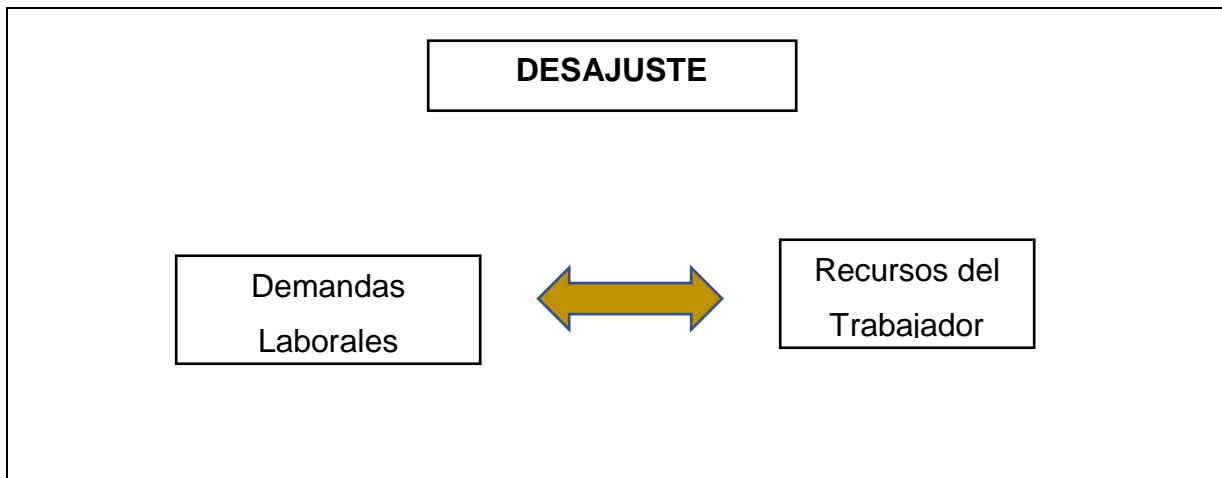 DESAJUSTE
Demandas
Laborales
Recursos del
Trabajador